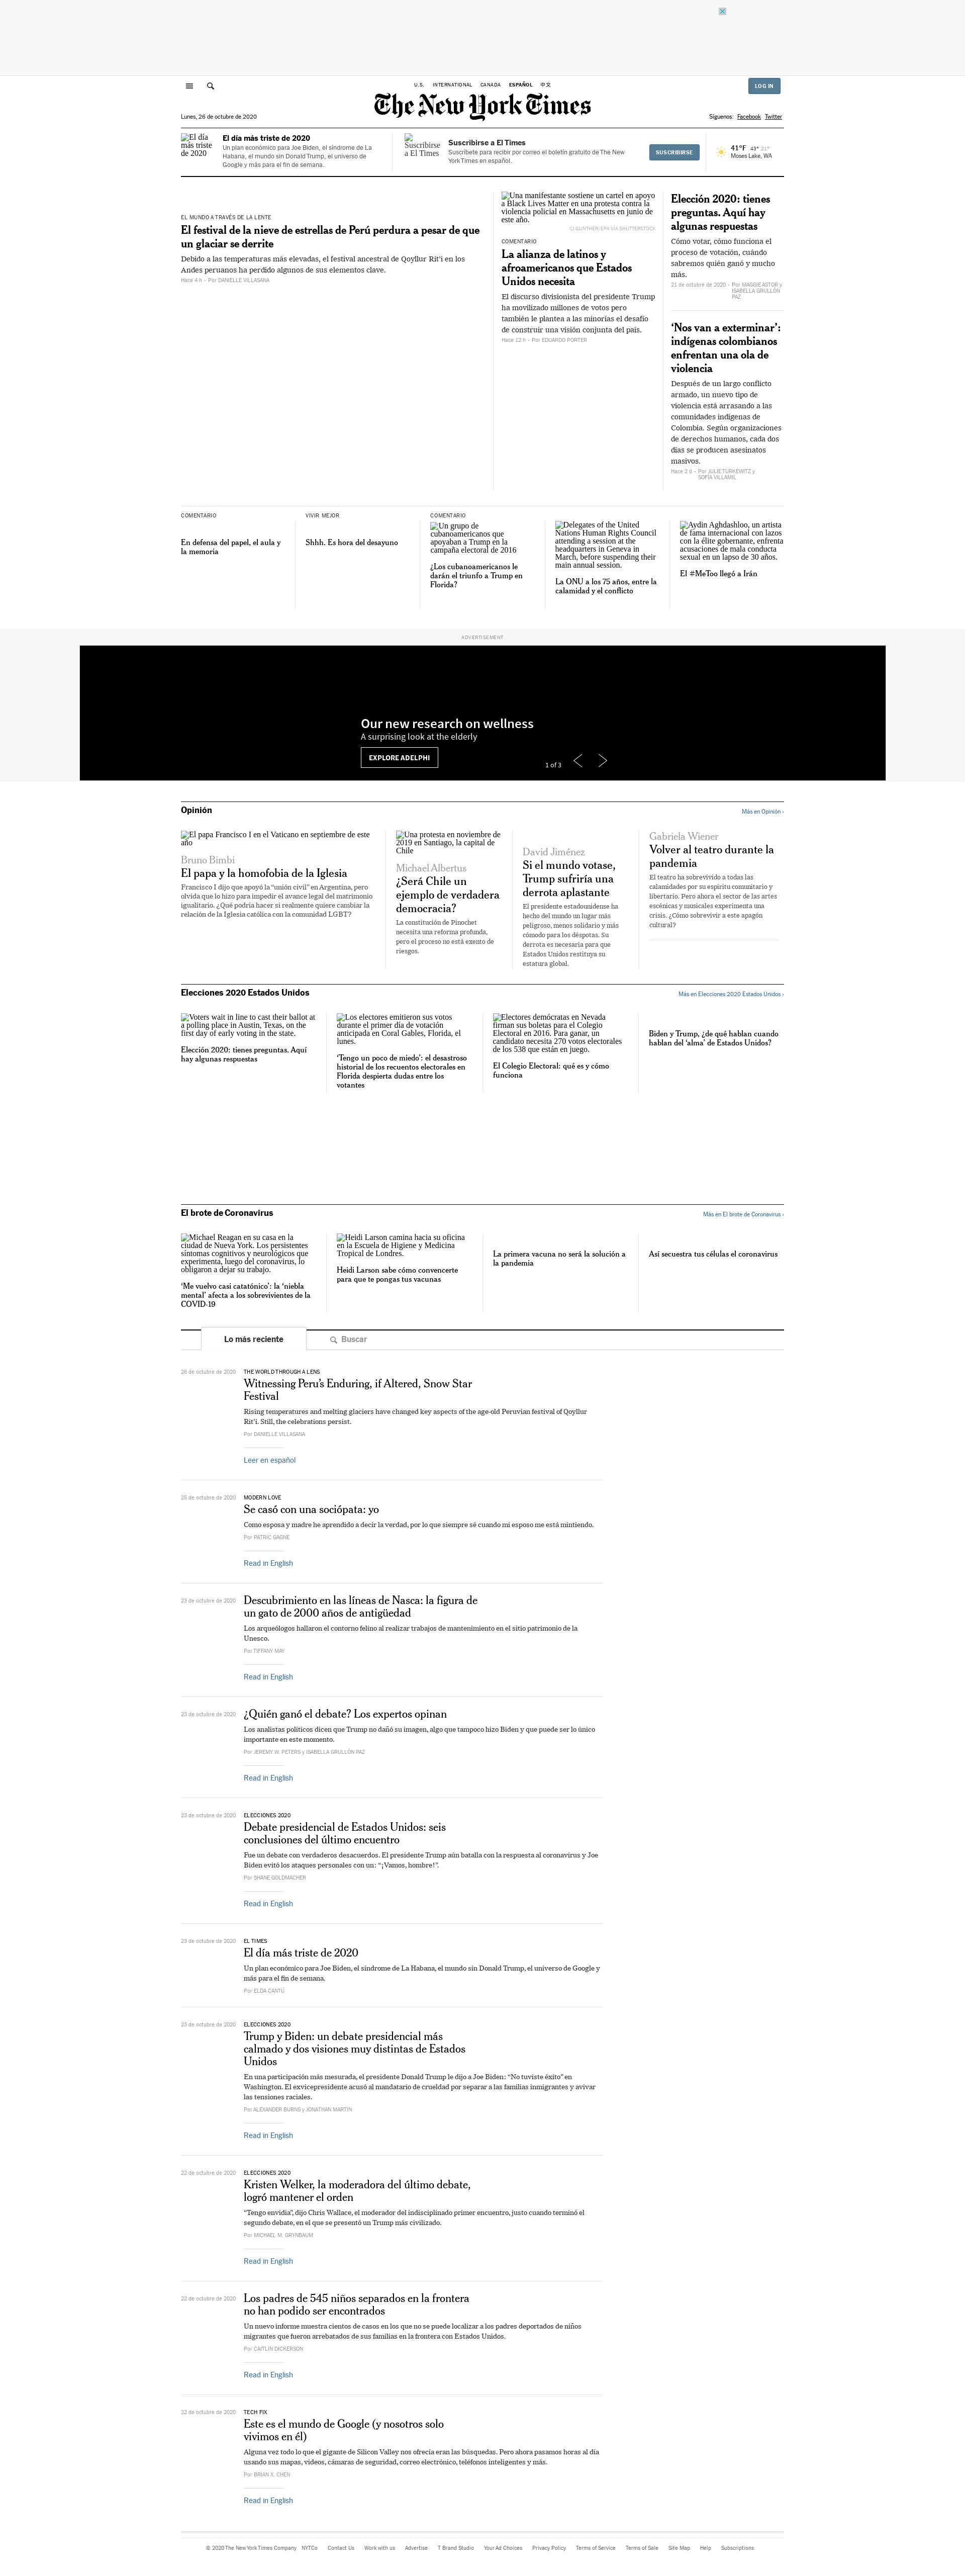 U.S. INTERNATIONAL CANADA ESPAÑOL 中文
LOG IN
The New York Times
Lunes, 26 de octubre de 2020
Síguenos: Facebook Twitter
El día más triste de 2020
El día más triste de 2020
Un plan económico para Joe Biden, el síndrome de La Habana, el mundo sin Donald Trump, el universo de Google y más para el fin de semana.
Suscribirse a El Times
Suscribirse a El Times
Suscríbete para recibir por correo el boletín gratuito de The New York Times en español.
SUSCRIBIRSE
41°F 43° 21°
Moses Lake, WA
EL MUNDO A TRAVÉS DE LA LENTE
El festival de la nieve de estrellas de Perú perdura a pesar de que un glaciar se derrite
Debido a las temperaturas más elevadas, el festival ancestral de Qoyllur Rit'i en los Andes peruanos ha perdido algunos de sus elementos clave.
Hace 4 h - Por DANIELLE VILLASANA
Una manifestante sostiene un cartel en apoyo a Black Lives Matter en una protesta contra la violencia policial en Massachusetts en junio de este año.
CJ GUNTHER/EPA VÍA SHUTTERSTOCK
COMENTARIO
La alianza de latinos y afroamericanos que Estados Unidos necesita
El discurso divisionista del presidente Trump ha movilizado millones de votos pero también le plantea a las minorías el desafío de construir una visión conjunta del país.
Hace 12 h - Por EDUARDO PORTER
Elección 2020: tienes preguntas. Aquí hay algunas respuestas
Cómo votar, cómo funciona el proceso de votación, cuándo sabremos quién ganó y mucho más.
21 de octubre de 2020 - Por MAGGIE ASTOR y ISABELLA GRULLÓN PAZ
'Nos van a exterminar': indígenas colombianos enfrentan una ola de violencia
Después de un largo conflicto armado, un nuevo tipo de violencia está arrasando a las comunidades indígenas de Colombia. Según organizaciones de derechos humanos, cada dos días se producen asesinatos masivos.
Hace 2 d - Por JULIE TURKEWITZ y SOFÍA VILLAMIL
COMENTARIO
En defensa del papel, el aula y la memoria
VIVIR MEJOR
Shhh. Es hora del desayuno
COMENTARIO
Un grupo de cubanoamericanos que apoyaban a Trump en la campaña electoral de 2016
¿Los cubanoamericanos le darán el triunfo a Trump en Florida?
Delegates of the United Nations Human Rights Council attending a session at the headquarters in Geneva in March, before suspending their main annual session.
La ONU a los 75 años, entre la calamidad y el conflicto
Aydin Aghdashloo, un artista de fama internacional con lazos con la élite gobernante, enfrenta acusaciones de mala conducta sexual en un lapso de 30 años.
El #MeToo llegó a Irán
ADVERTISEMENT
Our new research on wellness
A surprising look at the elderly
EXPLORE ADELPHI
1 of 3
Opinión
Más en Opinión ›
El papa Francisco I en el Vaticano en septiembre de este año
Bruno Bimbi
El papa y la homofobia de la Iglesia
Francisco I dijo que apoyó la "unión civil" en Argentina, pero olvida que lo hizo para impedir el avance legal del matrimonio igualitario. ¿Qué podría hacer si realmente quiere cambiar la relación de la Iglesia católica con la comunidad LGBT?
Una protesta en noviembre de 2019 en Santiago, la capital de Chile
Michael Albertus
¿Será Chile un ejemplo de verdadera democracia?
La constitución de Pinochet necesita una reforma profunda, pero el proceso no está exento de riesgos.
David Jiménez
Si el mundo votase, Trump sufriría una derrota aplastante
El presidente estadounidense ha hecho del mundo un lugar más peligroso, menos solidario y más cómodo para los déspotas. Su derrota es necesaria para que Estados Unidos restituya su estatura global.
Gabriela Wiener
Volver al teatro durante la pandemia
El teatro ha sobrevivido a todas las calamidades por su espíritu comunitario y libertario. Pero ahora el sector de las artes escénicas y musicales experimenta una crisis. ¿Cómo sobrevivir a este apagón cultural?
Elecciones 2020 Estados Unidos
Más en Elecciones 2020 Estados Unidos ›
Voters wait in line to cast their ballot at a polling place in Austin, Texas, on the first day of early voting in the state.
Elección 2020: tienes preguntas. Aquí hay algunas respuestas
Los electores emitieron sus votos durante el primer día de votación anticipada en Coral Gables, Florida, el lunes.
'Tengo un poco de miedo': el desastroso historial de los recuentos electorales en Florida despierta dudas entre los votantes
Electores demócratas en Nevada firman sus boletas para el Colegio Electoral en 2016. Para ganar, un candidato necesita 270 votos electorales de los 538 que están en juego.
El Colegio Electoral: qué es y cómo funciona
Biden y Trump, ¿de qué hablan cuando hablan del 'alma' de Estados Unidos?
El brote de Coronavirus
Más en El brote de Coronavirus ›
Michael Reagan en su casa en la ciudad de Nueva York. Los persistentes síntomas cognitivos y neurológicos que experimenta, luego del coronavirus, lo obligaron a dejar su trabajo.
'Me vuelvo casi catatónico': la 'niebla mental' afecta a los sobrevivientes de la COVID-19
Heidi Larson camina hacia su oficina en la Escuela de Higiene y Medicina Tropical de Londres.
Heidi Larson sabe cómo convencerte para que te pongas tus vacunas
La primera vacuna no será la solución a la pandemia
Así secuestra tus células el coronavirus
Lo más reciente
Buscar
26 de octubre de 2020
THE WORLD THROUGH A LENS
Witnessing Peru's Enduring, if Altered, Snow Star Festival
Rising temperatures and melting glaciers have changed key aspects of the age-old Peruvian festival of Qoyllur Rit'i. Still, the celebrations persist.
Por DANIELLE VILLASANA
Leer en español
25 de octubre de 2020
MODERN LOVE
Se casó con una sociópata: yo
Como esposa y madre he aprendido a decir la verdad, por lo que siempre sé cuando mi esposo me está mintiendo.
Por PATRIC GAGNE
Read in English
23 de octubre de 2020
Descubrimiento en las líneas de Nasca: la figura de un gato de 2000 años de antigüedad
Los arqueólogos hallaron el contorno felino al realizar trabajos de mantenimiento en el sitio patrimonio de la Unesco.
Por TIFFANY MAY
Read in English
23 de octubre de 2020
¿Quién ganó el debate? Los expertos opinan
Los analistas políticos dicen que Trump no dañó su imagen, algo que tampoco hizo Biden y que puede ser lo único importante en este momento.
Por JEREMY W. PETERS y ISABELLA GRULLÓN PAZ
Read in English
23 de octubre de 2020
ELECCIONES 2020
Debate presidencial de Estados Unidos: seis conclusiones del último encuentro
Fue un debate con verdaderos desacuerdos. El presidente Trump aún batalla con la respuesta al coronavirus y Joe Biden evitó los ataques personales con un: "¡Vamos, hombre!".
Por SHANE GOLDMACHER
Read in English
23 de octubre de 2020
EL TIMES
El día más triste de 2020
Un plan económico para Joe Biden, el síndrome de La Habana, el mundo sin Donald Trump, el universo de Google y más para el fin de semana.
Por ELDA CANTÚ
23 de octubre de 2020
ELECCIONES 2020
Trump y Biden: un debate presidencial más calmado y dos visiones muy distintas de Estados Unidos
En una participación más mesurada, el presidente Donald Trump le dijo a Joe Biden: "No tuviste éxito" en Washington. El exvicepresidente acusó al mandatario de crueldad por separar a las familias inmigrantes y avivar las tensiones raciales.
Por ALEXANDER BURNS y JONATHAN MARTIN
Read in English
22 de octubre de 2020
ELECCIONES 2020
Kristen Welker, la moderadora del último debate, logró mantener el orden
"Tengo envidia", dijo Chris Wallace, el moderador del indisciplinado primer encuentro, justo cuando terminó el segundo debate, en el que se presentó un Trump más civilizado.
Por MICHAEL M. GRYNBAUM
Read in English
22 de octubre de 2020
Los padres de 545 niños separados en la frontera no han podido ser encontrados
Un nuevo informe muestra cientos de casos en los que no se puede localizar a los padres deportados de niños migrantes que fueron arrebatados de sus familias en la frontera con Estados Unidos.
Por CAITLIN DICKERSON
Read in English
22 de octubre de 2020
TECH FIX
Este es el mundo de Google (y nosotros solo vivimos en él)
Alguna vez todo lo que el gigante de Silicon Valley nos ofrecía eran las búsquedas. Pero ahora pasamos horas al día usando sus mapas, videos, cámaras de seguridad, correo electrónico, teléfonos inteligentes y más.
Por BRIAN X. CHEN
Read in English
© 2020 The New York Times Company NYTCo Contact Us Work with us Advertise T Brand Studio Your Ad Choices Privacy Policy Terms of Service Terms of Sale Site Map Help Subscriptions